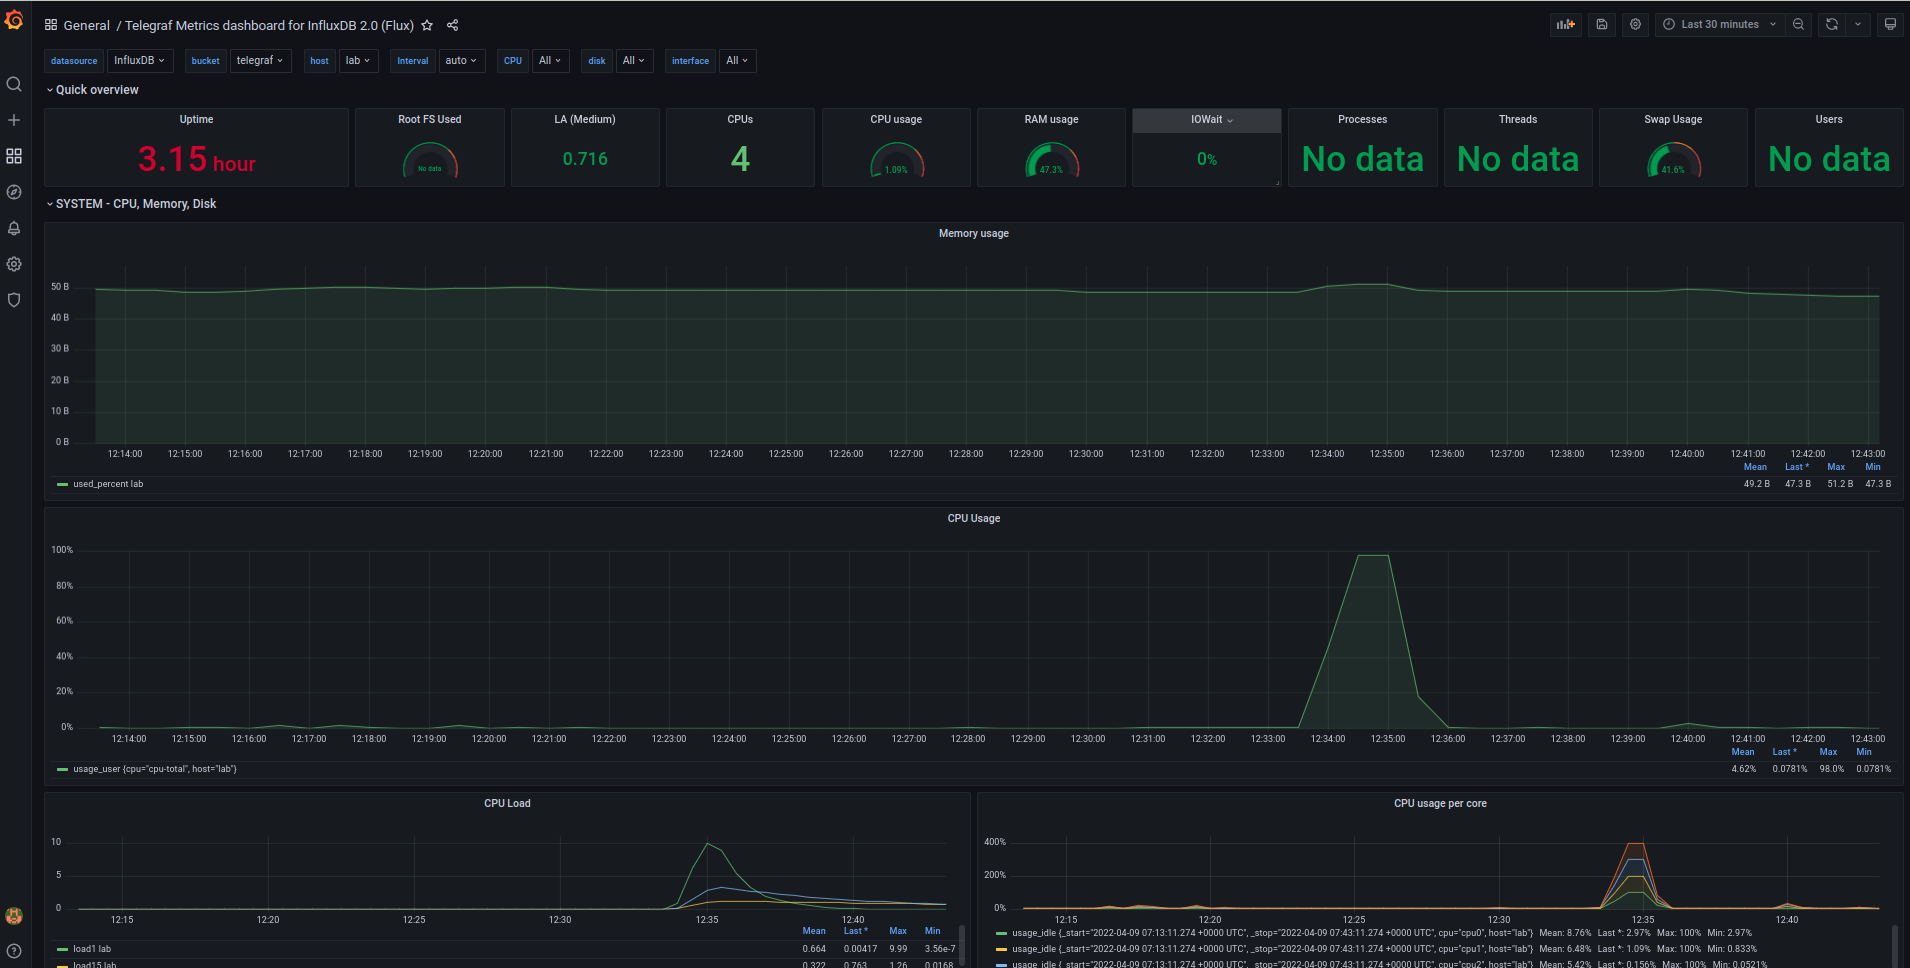 General / Telegraf Metrics dashboard for InfluxDB 2.0 (Flux)
Last 30 minutes
datasource InfluxDB bucket telegraf host lab Interval auto CPU All disk All interface All
Quick overview
Uptime Root FS Used LA (Medium) CPUs CPU usage RAM usage IOWait Processes Threads Swap Usage Users
3.15 hour No data 0.716 4 1.09% 47.3% 0% No data No data 41.6% No data
SYSTEM - CPU, Memory, Disk
Memory usage
50 B
40 B
30 B
20 B
10 B
0 B
12:14:00 12:15:00 12:16:00 12:17:00 12:18:00 12:19:00 12:20:00 12:21:00 12:22:00 12:23:00 12:24:00 12:25:00 12:26:00 12:27:00 12:28:00 12:29:00 12:30:00 12:31:00 12:32:00 12:33:00 12:34:00 12:35:00 12:36:00 12:37:00 12:38:00 12:39:00 12:40:00 12:41:00 12:42:00 12:43:00
Mean Last * Max Min
used_percent lab 49.2 B 47.3 B 51.2 B 47.3 B
CPU Usage
100%
80%
60%
40%
20%
0%
12:14:00 12:15:00 12:16:00 12:17:00 12:18:00 12:19:00 12:20:00 12:21:00 12:22:00 12:23:00 12:24:00 12:25:00 12:26:00 12:27:00 12:28:00 12:29:00 12:30:00 12:31:00 12:32:00 12:33:00 12:34:00 12:35:00 12:36:00 12:37:00 12:38:00 12:39:00 12:40:00 12:41:00 12:42:00 12:43:00
Mean Last * Max Min
usage_user {cpu="cpu-total", host="lab"} 4.62% 0.0781% 98.0% 0.0781%
CPU Load
10
5
0
12:15 12:20 12:25 12:30 12:35 12:40
Mean Last * Max Min
load1 lab 0.664 0.00417 9.99 3.56e-7
load15 lab 0.322 0.763 1.26 0.0168
CPU usage per core
400%
200%
0%
12:15 12:20 12:25 12:30 12:35 12:40
usage_idle {_start="2022-04-09 07:13:11.274 +0000 UTC", _stop="2022-04-09 07:43:11.274 +0000 UTC", cpu="cpu0", host="lab"} Mean: 8.76% Last *: 2.97% Max: 100% Min: 2.97%
usage_idle {_start="2022-04-09 07:13:11.274 +0000 UTC", _stop="2022-04-09 07:43:11.274 +0000 UTC", cpu="cpu1", host="lab"} Mean: 6.48% Last *: 1.09% Max: 100% Min: 0.833%
usage_idle {_start="2022-04-09 07:13:11.274 +0000 UTC", _stop="2022-04-09 07:43:11.274 +0000 UTC", cpu="cpu2", host="lab"} Mean: 5.42% Last *: 0.156% Max: 100% Min: 0.0521%